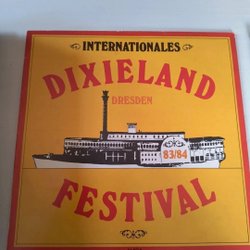 INTERNATIONALES
DIXIELAND
DRESDEN
83/84
FESTIVAL